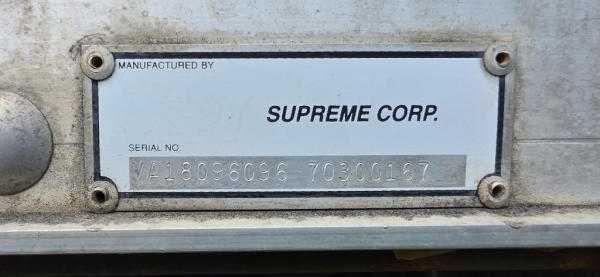 MANUFACTURED BY
SUPREME CORP.
SERIAL NO
VA18096096 70300167